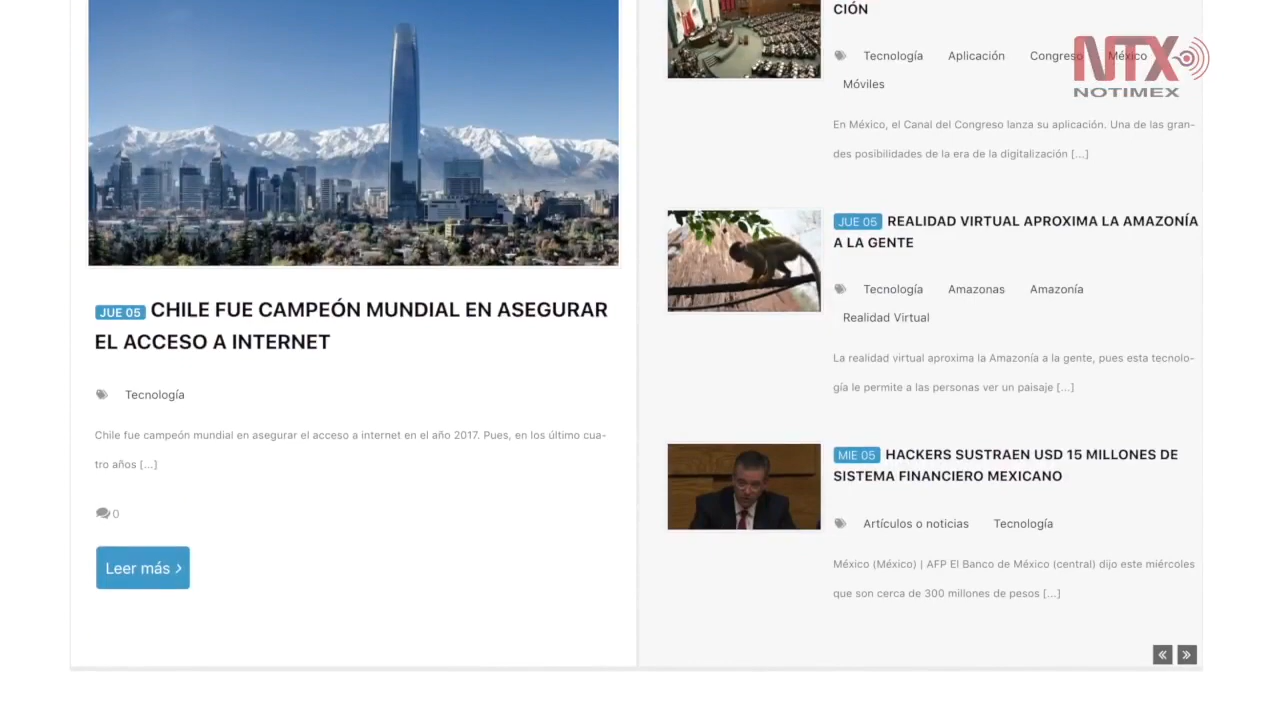 JUE 05 CHILE FUE CAMPEÓN MUNDIAL EN ASEGURAR
EL ACCESO A INTERNET
Tecnología
Chile fue campeón mundial en asegurar el acceso a internet en el año 2017. Pues, en los último cua-
tro años [...]
0
Leer más
CIÓN
Tecnología Aplicación Congreso México
Móviles
En México, el Canal del Congreso lanza su aplicación. Una de las gran-
des posibilidades de la era de la digitalización [...]
JUE 05 REALIDAD VIRTUAL APROXIMA LA AMAZONÍA
A LA GENTE
Tecnología Amazonas Amazonía
Realidad Virtual
La realidad virtual aproxima la Amazonía a la gente, pues esta tecnolo-
gía le permite a las personas ver un paisaje [...]
MIE 05 HACKERS SUSTRAEN USD 15 MILLONES DE
SISTEMA FINANCIERO MEXICANO
Artículos o noticias Tecnología
México (México) | AFP El Banco de México (central) dijo este miércoles
que son cerca de 300 millones de pesos [...]
NTX
NOTIMEX